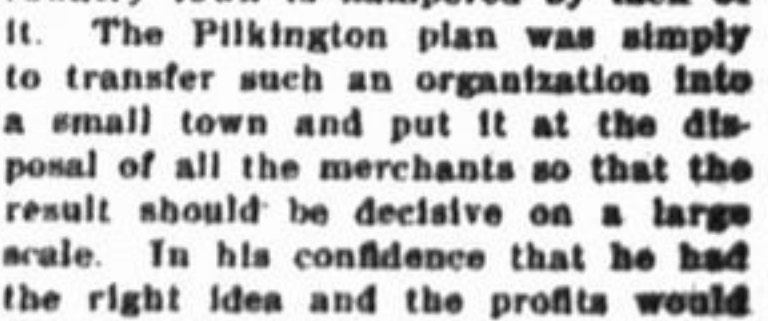 it. The Pilkington plan was simply
to transfer such an organization into
a small town and put it at the dis-
posal of all the merchants so that the
result should be decisive on a large
scale. In his confidence that he had
the right idea and the profits would